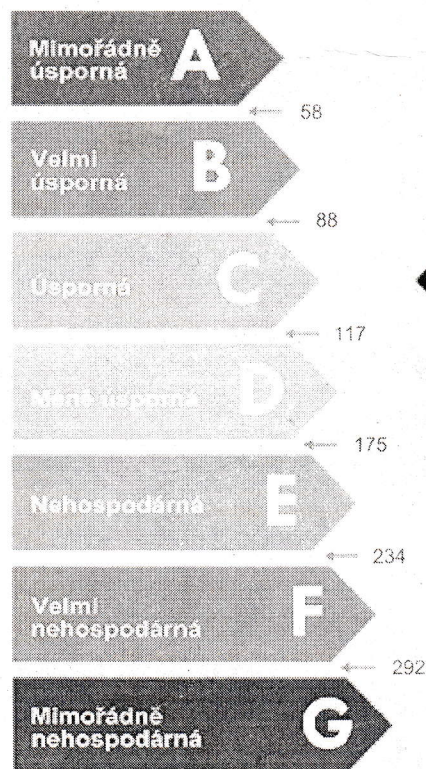 Mimořádně
úsporná
A
58
Velmi
úsporná
B
88
Úsporná
C
117
Méně úsporná
D
175
Nehospodárná
E
234
Velmi
nehospodárná
F
292
Mimořádně
nehospodárná
G